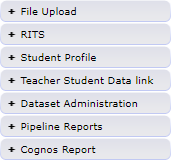 + File Upload
+ RITS
+ Student Profile
+ Teacher Student Data link
+ Dataset Administration
+ Pipeline Reports
+ Cognos Report